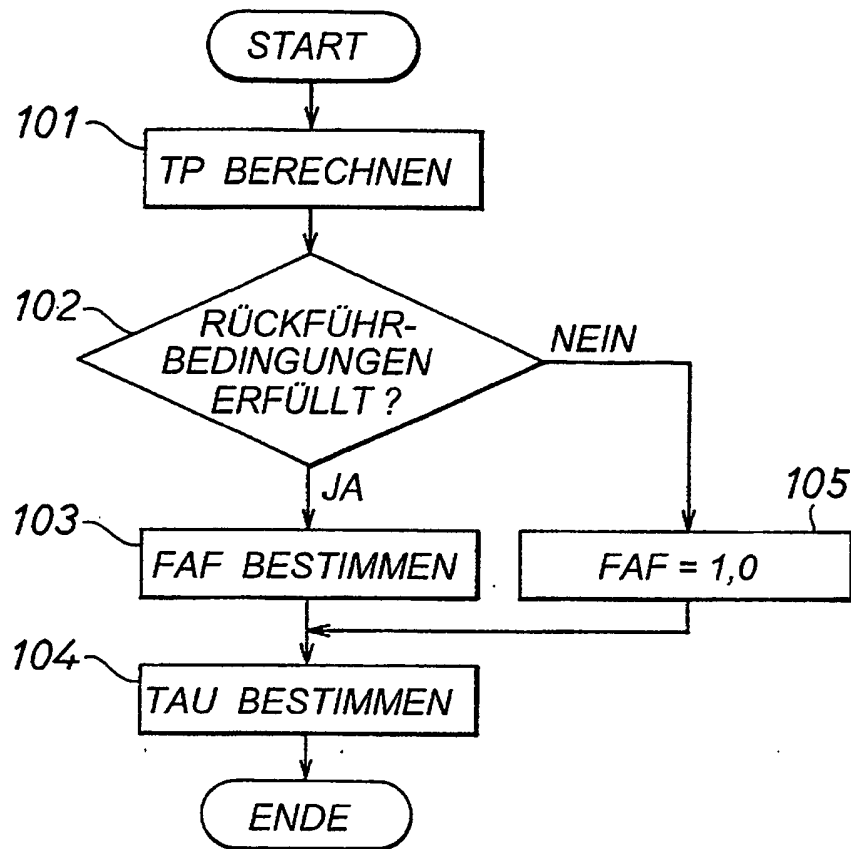 START
101
TP BERECHNEN
102
RÜCKFÜHR-
BEDINGUNGEN
ERFÜLLT ?
NEIN
JA
103
FAF BESTIMMEN
105
FAF = 1,0
104
TAU BESTIMMEN
ENDE